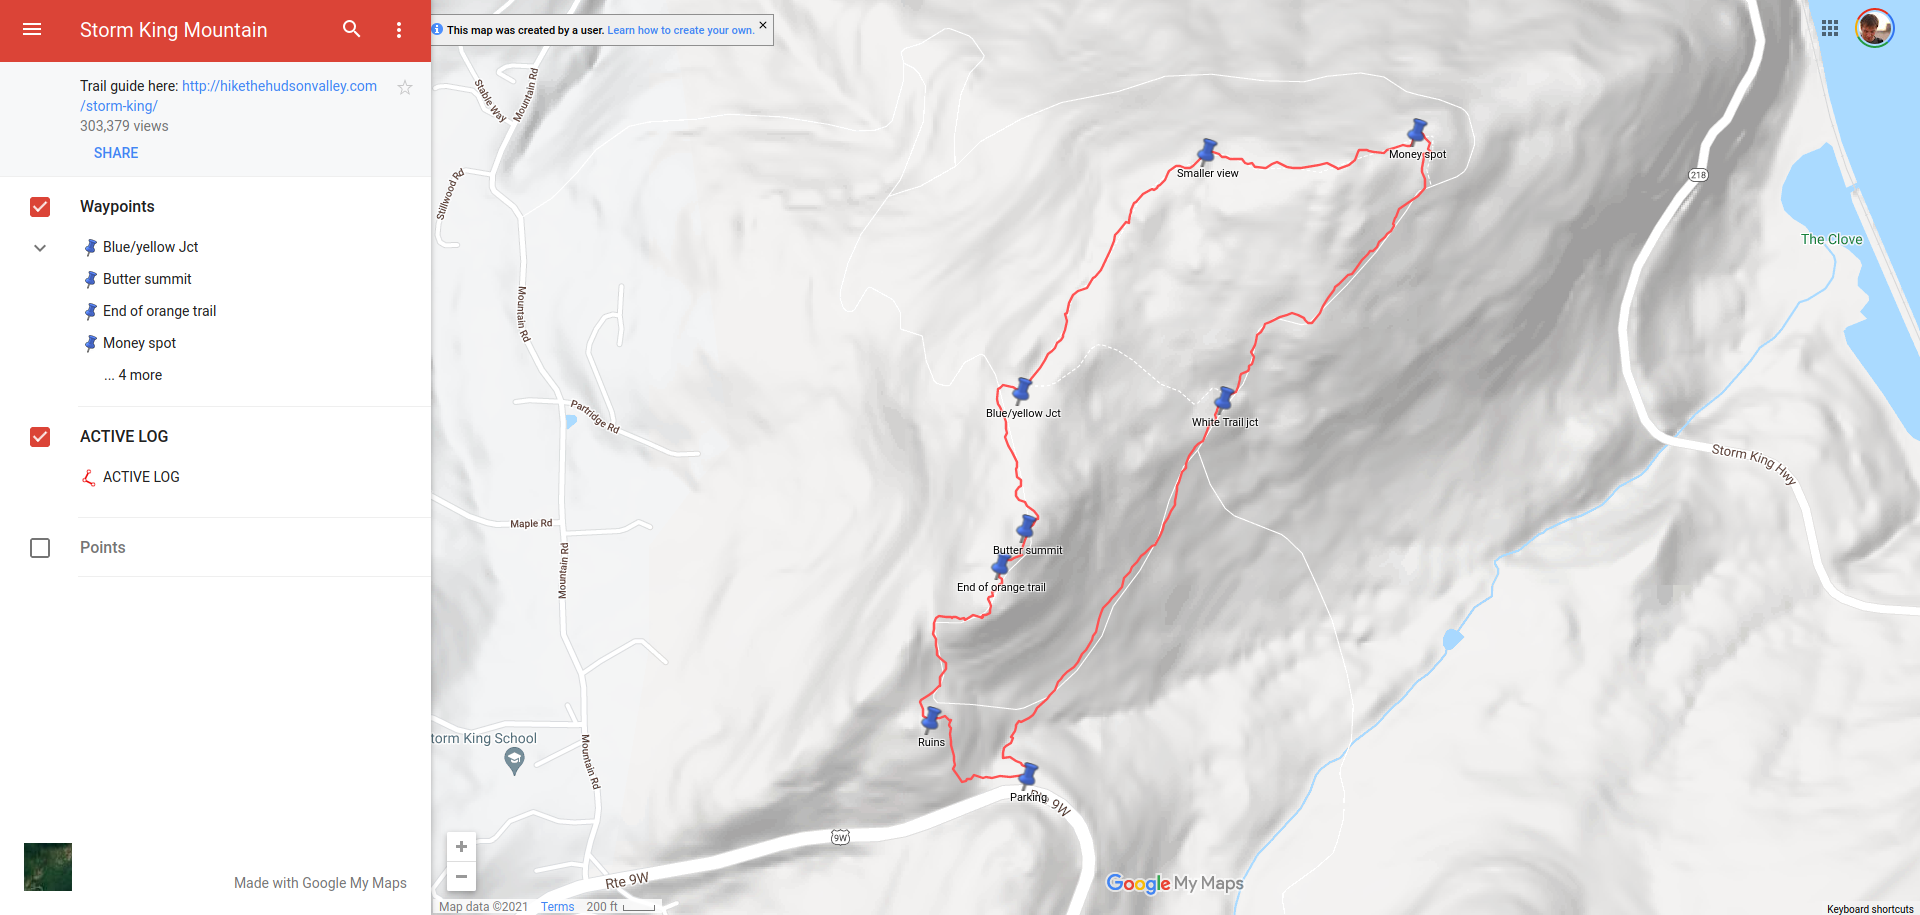 Storm King Mountain
Trail guide here: http://hikethehudsonvalley.com
/storm-king/
303,379 views
SHARE
Waypoints
Blue/yellow Jct
Butter summit
End of orange trail
Money spot
... 4 more
ACTIVE LOG
ACTIVE LOG
Points
Made with Google My Maps
This map was created by a user. Learn how to create your own.
Stable Way
Mountain Rd
Stillwood Rd
Mountain Rd
Partridge Rd
Maple Rd
Mountain Rd
torm King School
Mountain Rd
Smaller view
Money spot
218
The Clove
Blue/yellow Jct
White Trail jct
Storm King Hwy
Butter summit
End of orange trail
Ruins
Parking
Rte 9W
9W
Rte 9W
Google My Maps
Map data ©2021
Terms
200 ft
Keyboard shortcuts